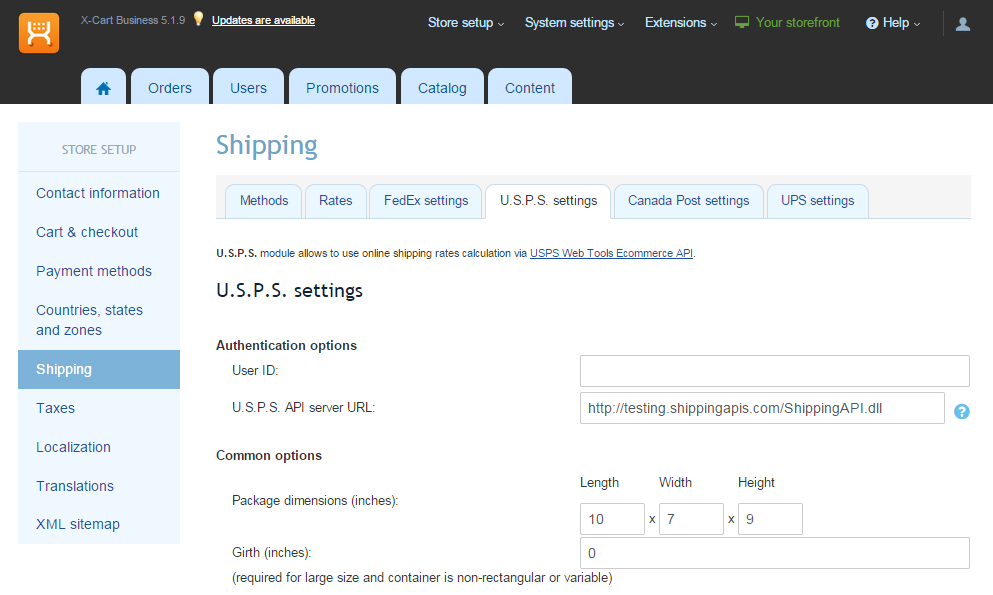 X-Cart Business 5.1.9 Updates are available
Store setup System settings Extensions Your storefront ? Help
Orders Users Promotions Catalog Content
STORE SETUP
Contact information
Cart & checkout
Payment methods
Countries, states
and zones
Shipping
Taxes
Localization
Translations
XML sitemap
Shipping
Methods Rates FedEx settings U.S.P.S. settings Canada Post settings UPS settings
U.S.P.S. module allows to use online shipping rates calculation via USPS Web Tools Ecommerce API.
U.S.P.S. settings
Authentication options
User ID:
U.S.P.S. API server URL: http://testing.shippingapis.com/ShippingAPI.dll ?
Common options
Length Width Height
Package dimensions (inches): 10 x 7 x 9
Girth (inches): 0
(required for large size and container is non-rectangular or variable)